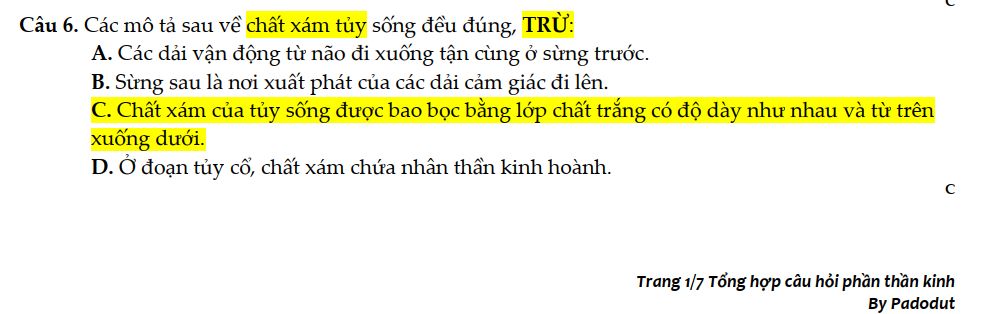 Câu 6. Các mô tả sau về chất xám tủy sống đều đúng, TRỪ:
A. Các dải vận động từ não đi xuống tận cùng ở sừng trước.
B. Sừng sau là nơi xuất phát của các dải cảm giác đi lên.
C. Chất xám của tủy sống được bao bọc bằng lớp chất trắng có độ dày như nhau và từ trên
xuống dưới.
D. Ở đoạn tủy cổ, chất xám chứa nhân thần kinh hoành.
C
Trang 1/7 Tổng hợp câu hỏi phần thần kinh
By Padodut